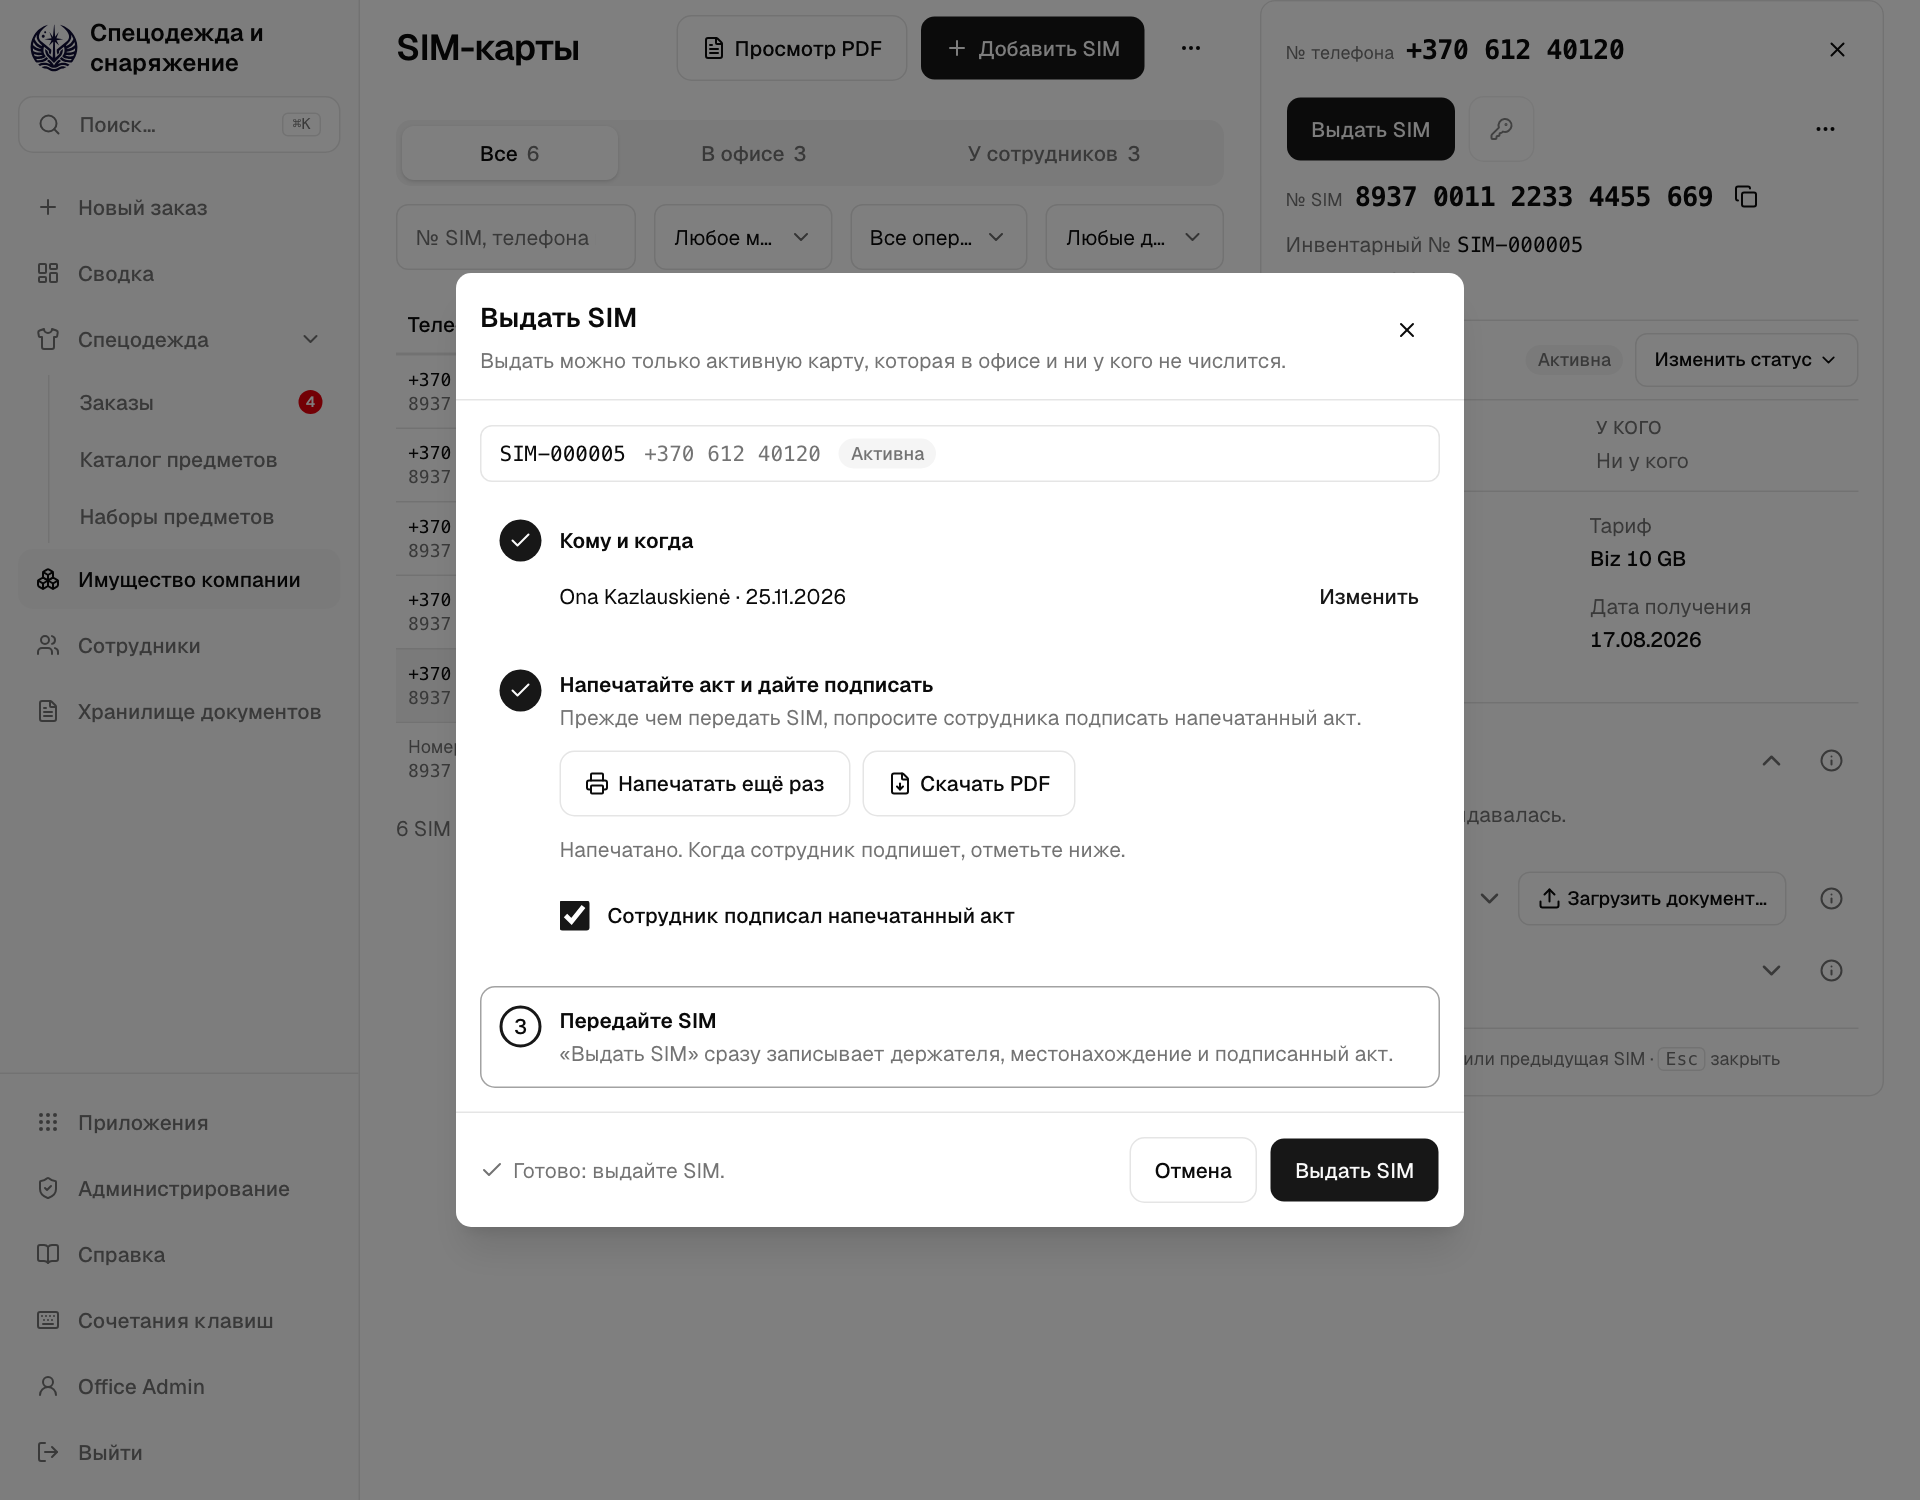 Спецодежда и снаряжение
Поиск...
⌘K
Новый заказ
Сводка
Спецодежда
Заказы 4
Каталог предметов
Наборы предметов
Имущество компании
Сотрудники
Хранилище документов
Приложения
Администрирование
Справка
Сочетания клавиш
Office Admin
Выйти
SIM-карты
Просмотр PDF
Добавить SIM
Все 6
В офисе 3
У сотрудников 3
№ SIM, телефона
Любое м...
Все опер...
Любые д...
Теле
+370
8937
+370
8937
+370
8937
+370
8937
+370
8937
Номер
8937
6 SIM
№ телефона +370 612 40120
Выдать SIM
№ SIM 8937 0011 2233 4455 669
Инвентарный № SIM-000005
Активна
Изменить статус
У КОГО
Ни у кого
Тариф
Biz 10 GB
Дата получения
17.08.2026
давалась.
Загрузить документ...
или предыдущая SIM · Esc закрыть
Выдать SIM
Выдать можно только активную карту, которая в офисе и ни у кого не числится.
SIM-000005 +370 612 40120 Активна
Кому и когда
Ona Kazlauskienė · 25.11.2026
Изменить
Напечатайте акт и дайте подписать
Прежде чем передать SIM, попросите сотрудника подписать напечатанный акт.
Напечатать ещё раз
Скачать PDF
Напечатано. Когда сотрудник подпишет, отметьте ниже.
Сотрудник подписал напечатанный акт
3 Передайте SIM
«Выдать SIM» сразу записывает держателя, местонахождение и подписанный акт.
Готово: выдайте SIM.
Отмена
Выдать SIM